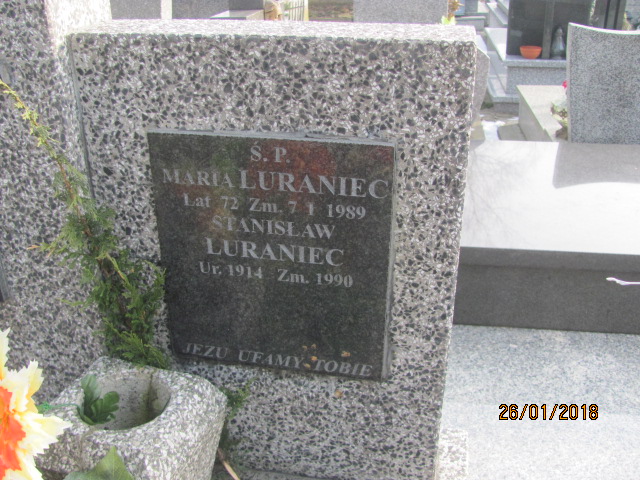 Ś. P.
MARIA LURANIEC
Lat 72 Zm. 7 1 1989
STANISŁAW
LURANIEC
Ur. 1914 Zm. 1990
JEZU UFAMY TOBIE
26/01/2018